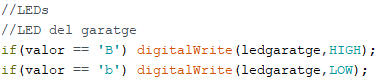 //LEDs
//LED del garatge
if(valor == 'B') digitalWrite(ledgaratge,HIGH);
if(valor == 'b') digitalWrite(ledgaratge,LOW);